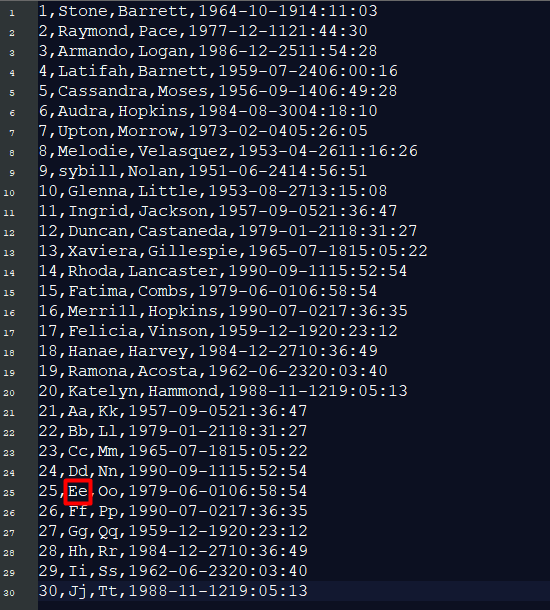 1 1,Stone,Barrett,1964-10-1914:11:03
2 2,Raymond,Pace,1977-12-1121:44:30
3 3,Armando,Logan,1986-12-2511:54:28
4 4,Latifah,Barnett,1959-07-2406:00:16
5 5,Cassandra,Moses,1956-09-1406:49:28
6 6,Audra,Hopkins,1984-08-3004:18:10
7 7,Upton,Morrow,1973-02-0405:26:05
8 8,Melodie,Velasquez,1953-04-2611:16:26
9 9,sybill,Nolan,1951-06-2414:56:51
10 10,Glenna,Little,1953-08-2713:15:08
11 11,Ingrid,Jackson,1957-09-0521:36:47
12 12,Duncan,Castaneda,1979-01-2118:31:27
13 13,Xaviera,Gillespie,1965-07-1815:05:22
14 14,Rhoda,Lancaster,1990-09-1115:52:54
15 15,Fatima,Combs,1979-06-0106:58:54
16 16,Merrill,Hopkins,1990-07-0217:36:35
17 17,Felicia,Vinson,1959-12-1920:23:12
18 18,Hanae,Harvey,1984-12-2710:36:49
19 19,Ramona,Acosta,1962-06-2320:03:40
20 20,Katelyn,Hammond,1988-11-1219:05:13
21 21,Aa,Kk,1957-09-0521:36:47
22 22,Bb,Ll,1979-01-2118:31:27
23 23,Cc,Mm,1965-07-1815:05:22
24 24,Dd,Nn,1990-09-1115:52:54
25 25,Ee,Oo,1979-06-0106:58:54
26 26,Ff,Pp,1990-07-0217:36:35
27 27,Gg,Qq,1959-12-1920:23:12
28 28,Hh,Rr,1984-12-2710:36:49
29 29,Ii,Ss,1962-06-2320:03:40
30 30,Jj,Tt,1988-11-1219:05:13